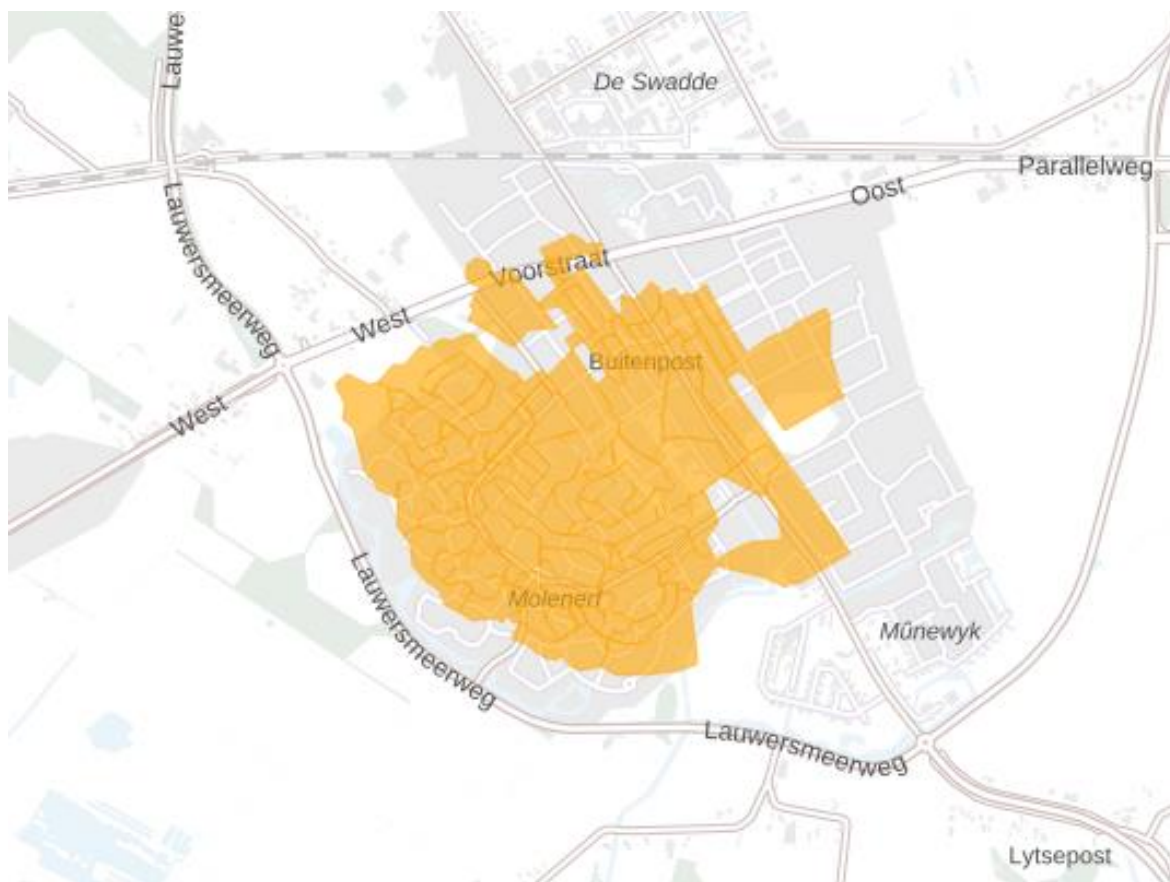 Lauwe
De Swadde
Parallelweg
Oost
Lauwersmeerweg
Voorstraat
West
Buitenpost
West
Lauwersmeerweg
Molenerf
Mûnewyk
Lauwersmeerweg
Lytsepost